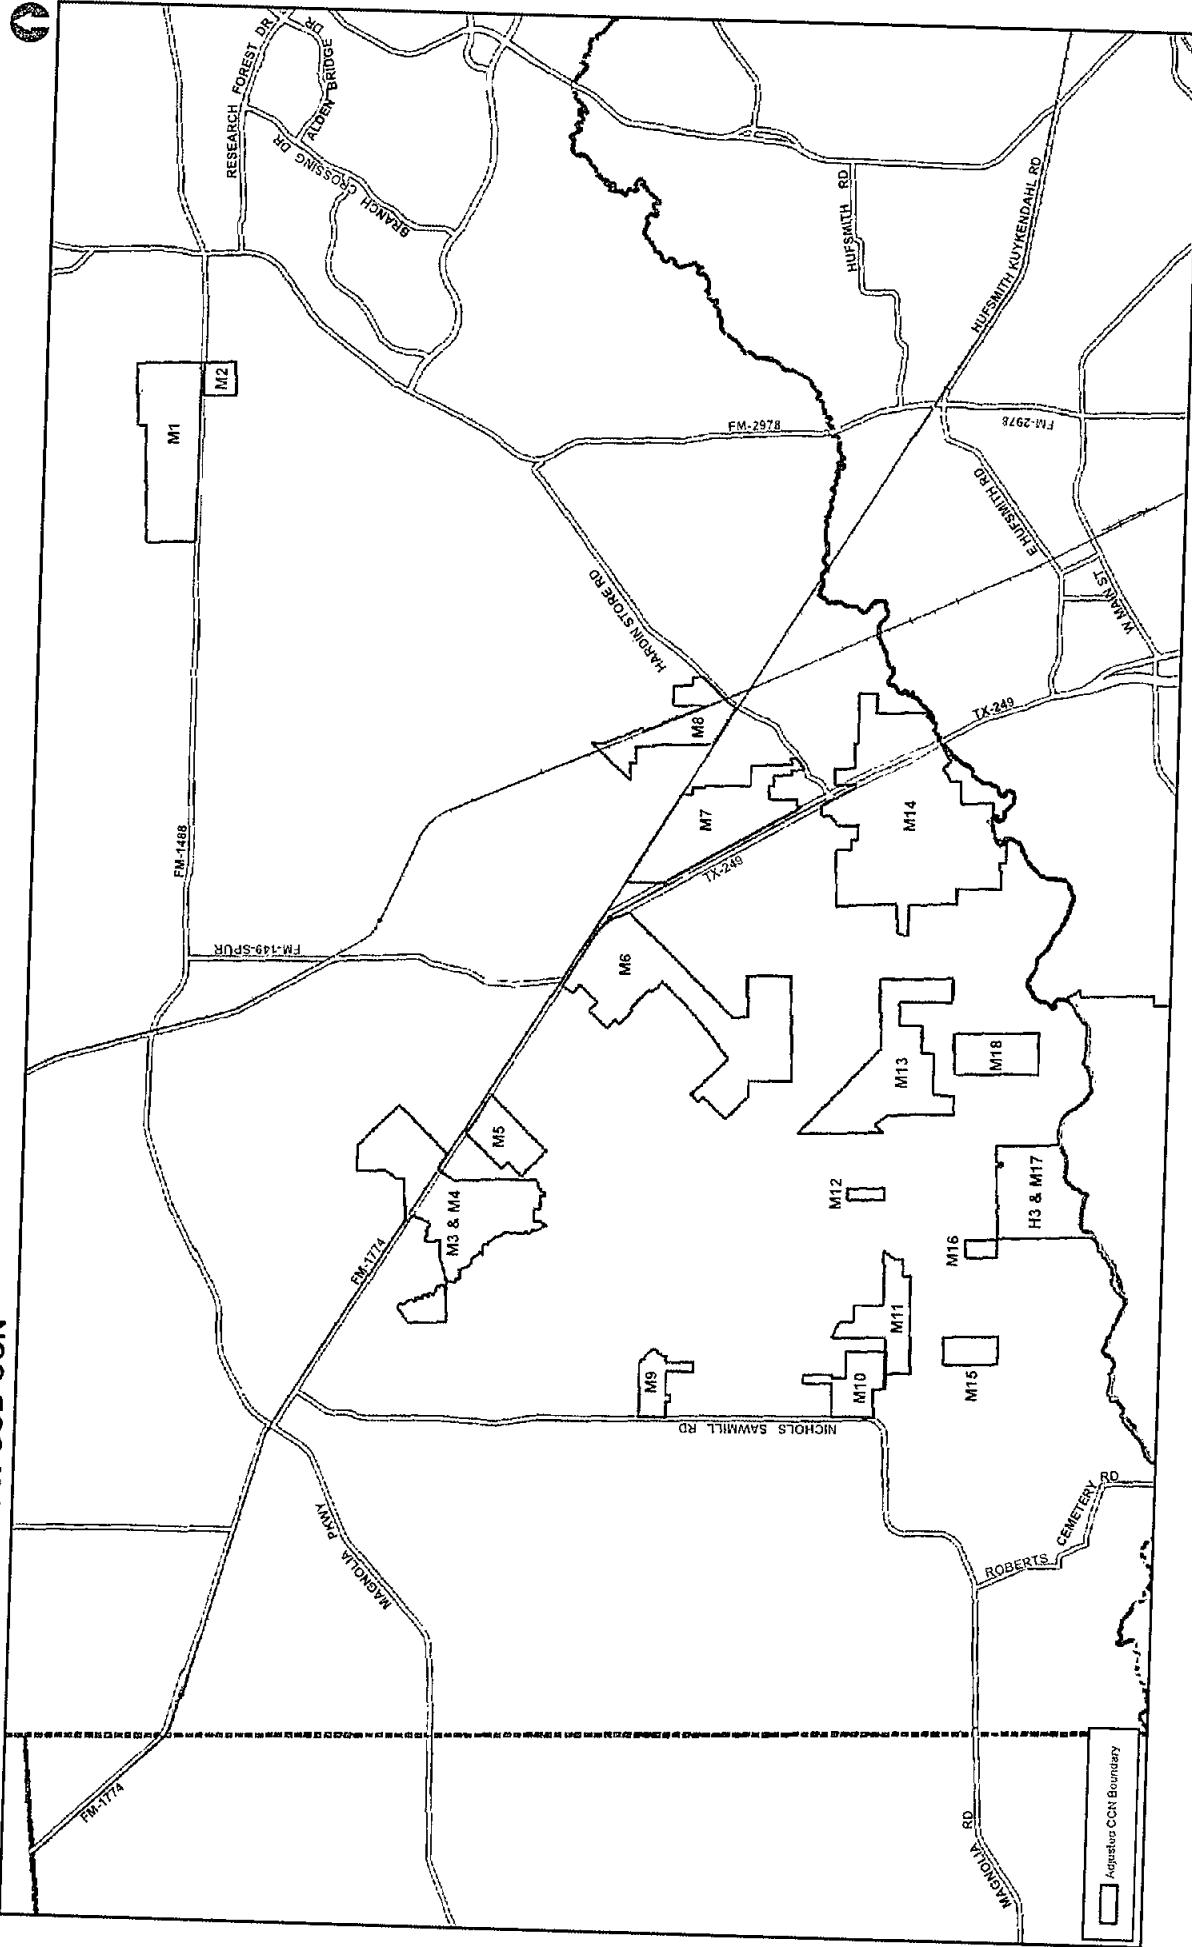 FM-1774
MAGNOLIA PKWY
FM-1774
FM-1488
FM-149-SPUR
M1
M2
RESEARCH FOREST DR
ALDEN BRIDGE DR
BRANCH CROSSING DR
M3 & M4
M5
M6
M7
M8
HARDIN STORE RD
FM-2978
TX-249
M9
NICHOLS SAWMILL RD
M10
M11
M12
M13
M14
M15
M16
H3 & M17
M18
TX-249
HUFSMITH RD
HUFSMITH KUYKENDAHL RD
FM-2978
E HUFSMITH RD
W MAIN ST
MAGNOLIA RD
ROBERTS CEMETERY RD
Adjusted CCN Boundary